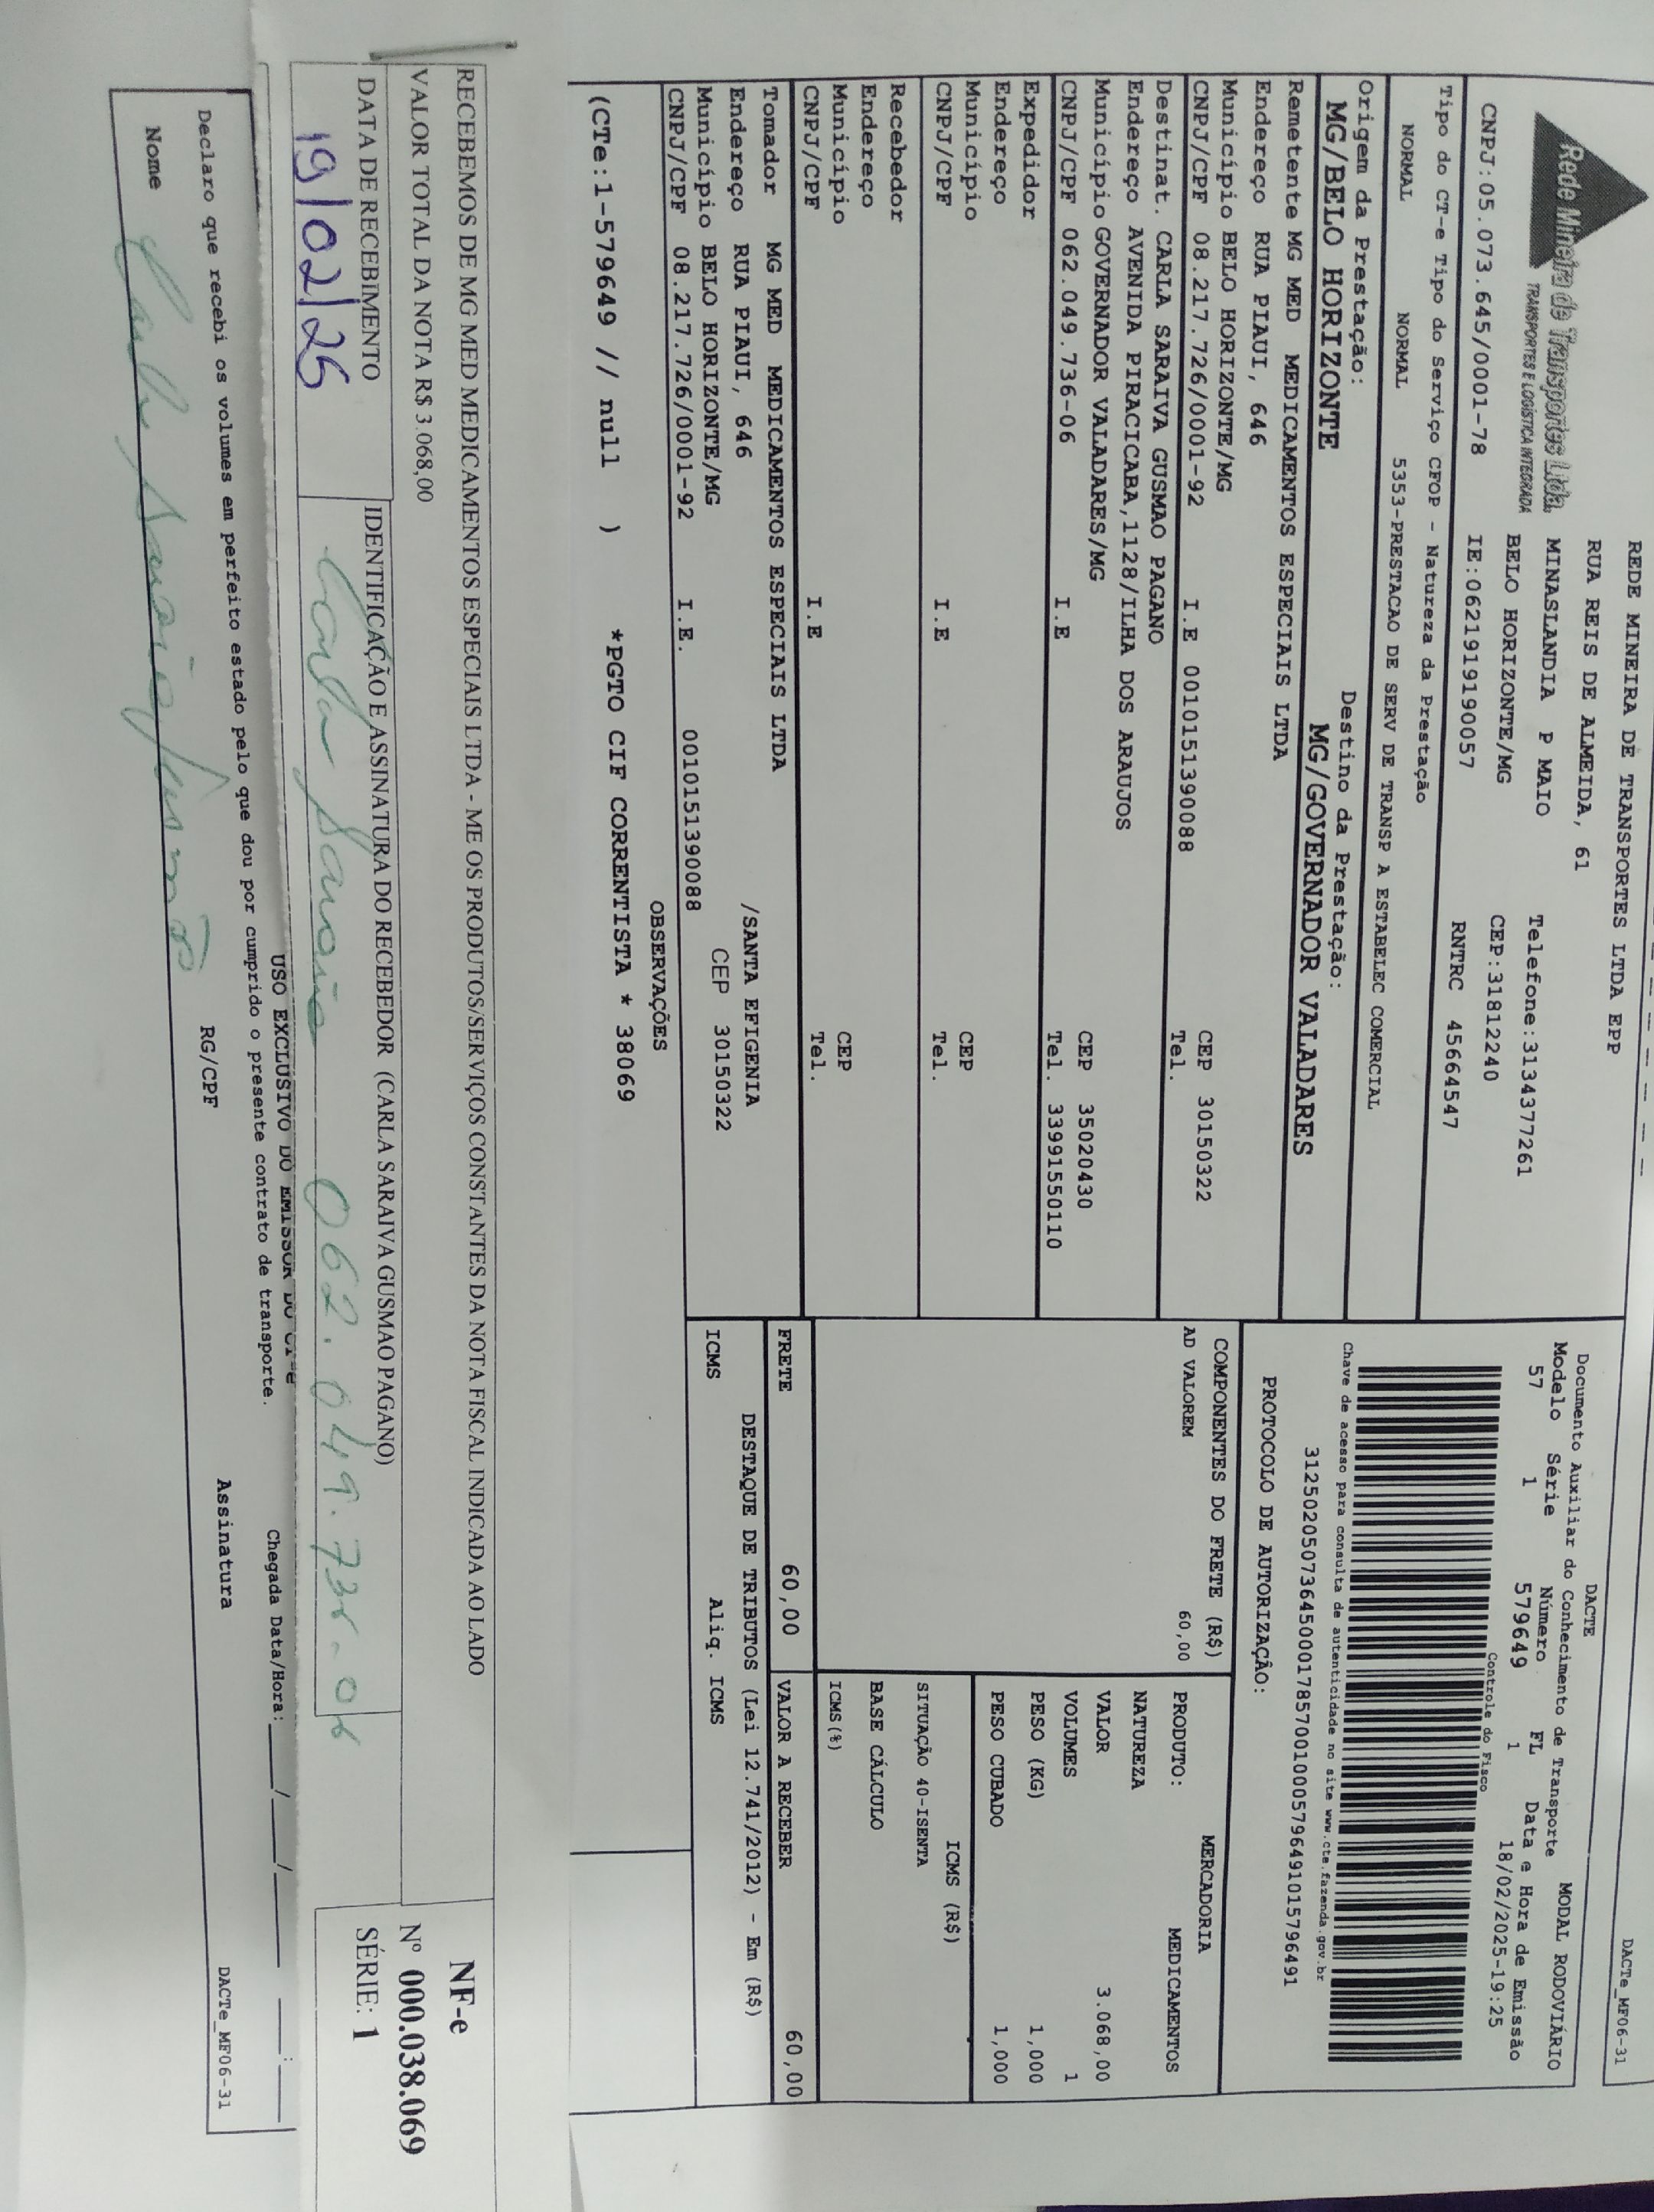 DACTe_MF06-31
Rede Mineira de Transportes Ltda.
TRANSPORTES E LOGÍSTICA INTEGRADA
CNPJ:05.073.645/0001-78
REDE MINEIRA DE TRANSPORTES LTDA EPP
RUA REIS DE ALMEIDA, 61
MINASLANDIA P MAIO Telefone:3134377261
BELO HORIZONTE/MG CEP:31812240
IE:0621919190057 RNTRC 45664547
Tipo do CT-e Tipo do Serviço CFOP - Natureza da Prestação
NORMAL NORMAL 5353-PRESTACAO DE SERV DE TRANSP A ESTABELEC COMERCIAL
Origem da Prestação: Destino da Prestação:
MG/BELO HORIZONTE MG/GOVERNADOR VALADARES
DACTE
Documento Auxiliar do Conhecimento de Transporte MODAL RODOVIÁRIO
Modelo Série Número FL Data e Hora de Emissão
57 1 579649 1 18/02/2025-19:25
Controle do Fisco
Chave de acesso para consulta de autenticidade no site www.cte.fazenda.gov.br
31250205073645000178570010005796491015796491
PROTOCOLO DE AUTORIZAÇÃO:
Remetente MG MED MEDICAMENTOS ESPECIAIS LTDA
Endereço RUA PIAUI, 646
Município BELO HORIZONTE/MG CEP 30150322
CNPJ/CPF 08.217.726/0001-92 I.E 0010151390088 Tel.
Destinat. CARLA SARAIVA GUSMAO PAGANO
Endereço AVENIDA PIRACICABA,1128/ILHA DOS ARAUJOS
Município GOVERNADOR VALADARES/MG CEP 35020430
CNPJ/CPF 062.049.736-06 I.E Tel. 33991550110
Expedidor
Endereço
Município CEP
CNPJ/CPF I.E Tel.
Recebedor
Endereço
Município CEP
CNPJ/CPF I.E Tel.
Tomador MG MED MEDICAMENTOS ESPECIAIS LTDA
Endereço RUA PIAUI, 646 /SANTA EFIGENIA
Município BELO HORIZONTE/MG CEP 30150322
CNPJ/CPF 08.217.726/0001-92 I.E. 0010151390088
COMPONENTES DO FRETE (R$)
AD VALOREM 60,00
MERCADORIA
PRODUTO: MEDICAMENTOS
NATUREZA
VALOR 3.068,00
VOLUMES 1
PESO (KG) 1,000
PESO CUBADO 1,000
ICMS (R$)
SITUAÇÃO 40-ISENTA
BASE CÁLCULO
ICMS(%)
FRETE 60,00 VALOR A RECEBER 60,00
DESTAQUE DE TRIBUTOS (Lei 12.741/2012) - Em (R$)
ICMS Aliq. ICMS
OBSERVAÇÕES
(CTe:1-579649 // null ) *PGTO CIF CORRENTISTA * 38069
RECEBEMOS DE MG MED MEDICAMENTOS ESPECIAIS LTDA - ME OS PRODUTOS/SERVIÇOS CONSTANTES DA NOTA FISCAL INDICADA AO LADO
VALOR TOTAL DA NOTA R$ 3.068,00
DATA DE RECEBIMENTO IDENTIFICAÇÃO E ASSINATURA DO RECEBEDOR (CARLA SARAIVA GUSMAO PAGANO)
19/02/25 Carla Saraiva 062.049.736-06
NF-e
Nº 000.038.069
SÉRIE: 1
USO EXCLUSIVO DO EMISSOR DO CT-e
Declaro que recebi os volumes em perfeito estado pelo que dou por cumprido o presente contrato de transporte. Chegada Data/Hora:____/____/______ ____:____
Nome Carla Saraiva Gusmão RG/CPF Assinatura
DACTe_MF06-31